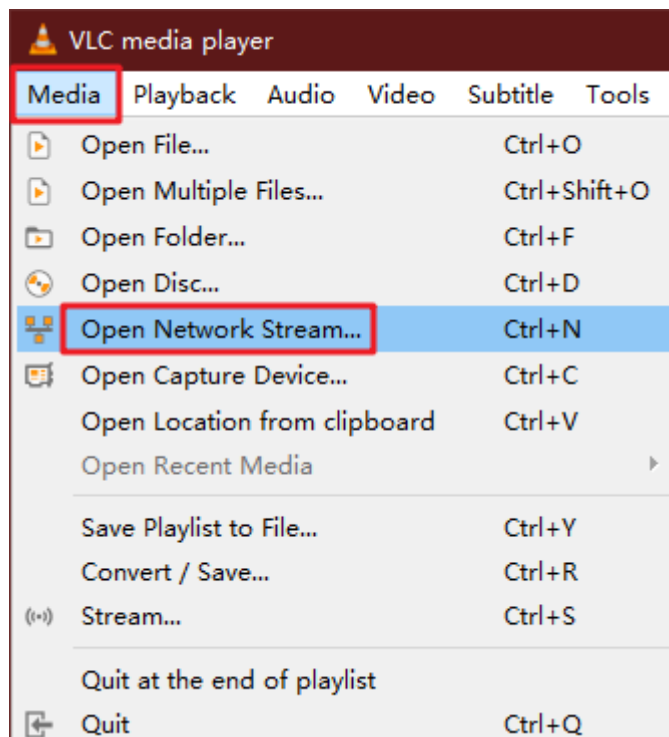 VLC media player
Media Playback Audio Video Subtitle Tools
Open File... Ctrl+O
Open Multiple Files... Ctrl+Shift+O
Open Folder... Ctrl+F
Open Disc... Ctrl+D
Open Network Stream... Ctrl+N
Open Capture Device... Ctrl+C
Open Location from clipboard Ctrl+V
Open Recent Media
Save Playlist to File... Ctrl+Y
Convert / Save... Ctrl+R
Stream... Ctrl+S
Quit at the end of playlist
Quit Ctrl+Q